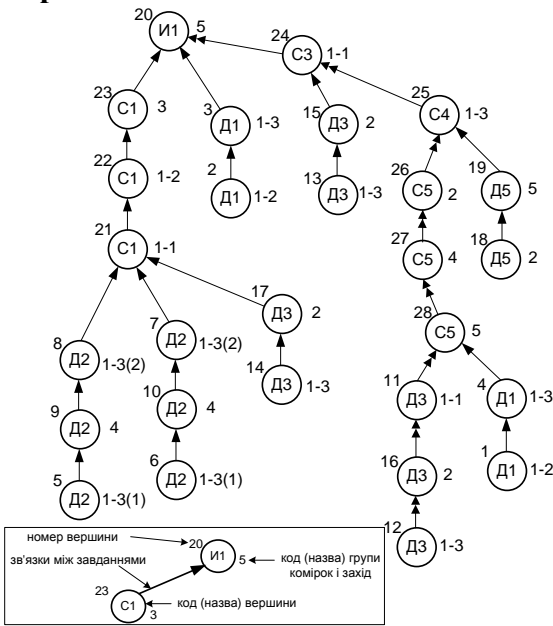 20 И1 5
24 С3 1-1
23 С1 3
3 Д1 1-3
15 Д3 2
25 С4 1-3
22 С1 1-2
2 Д1 1-2
13 Д3 1-3
26 С5 2
19 Д5 5
21 С1 1-1
27 С5 4
18 Д5 2
17 Д3 2
28 С5 5
8 Д2 1-3(2)
7 Д2 1-3(2)
14 Д3 1-3
11 Д3 1-1
4 Д1 1-3
9 Д2 4
10 Д2 4
16 Д3 2
1 Д1 1-2
5 Д2 1-3(1)
6 Д2 1-3(1)
12 Д3 1-3
номер вершини
20 И1 5
зв'язки між завданнями
код (назва) групи
комірок і захід
23 С1 3
код (назва) вершини